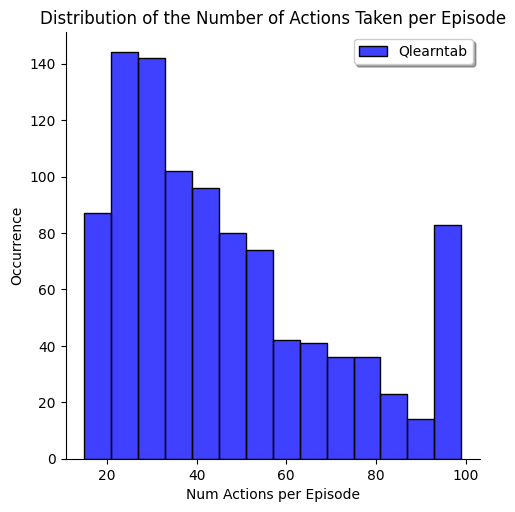 Distribution of the Number of Actions Taken per Episode
Qlearntab
140
120
100
80
60
40
20
0
Occurrence
20 40 60 80 100
Num Actions per Episode